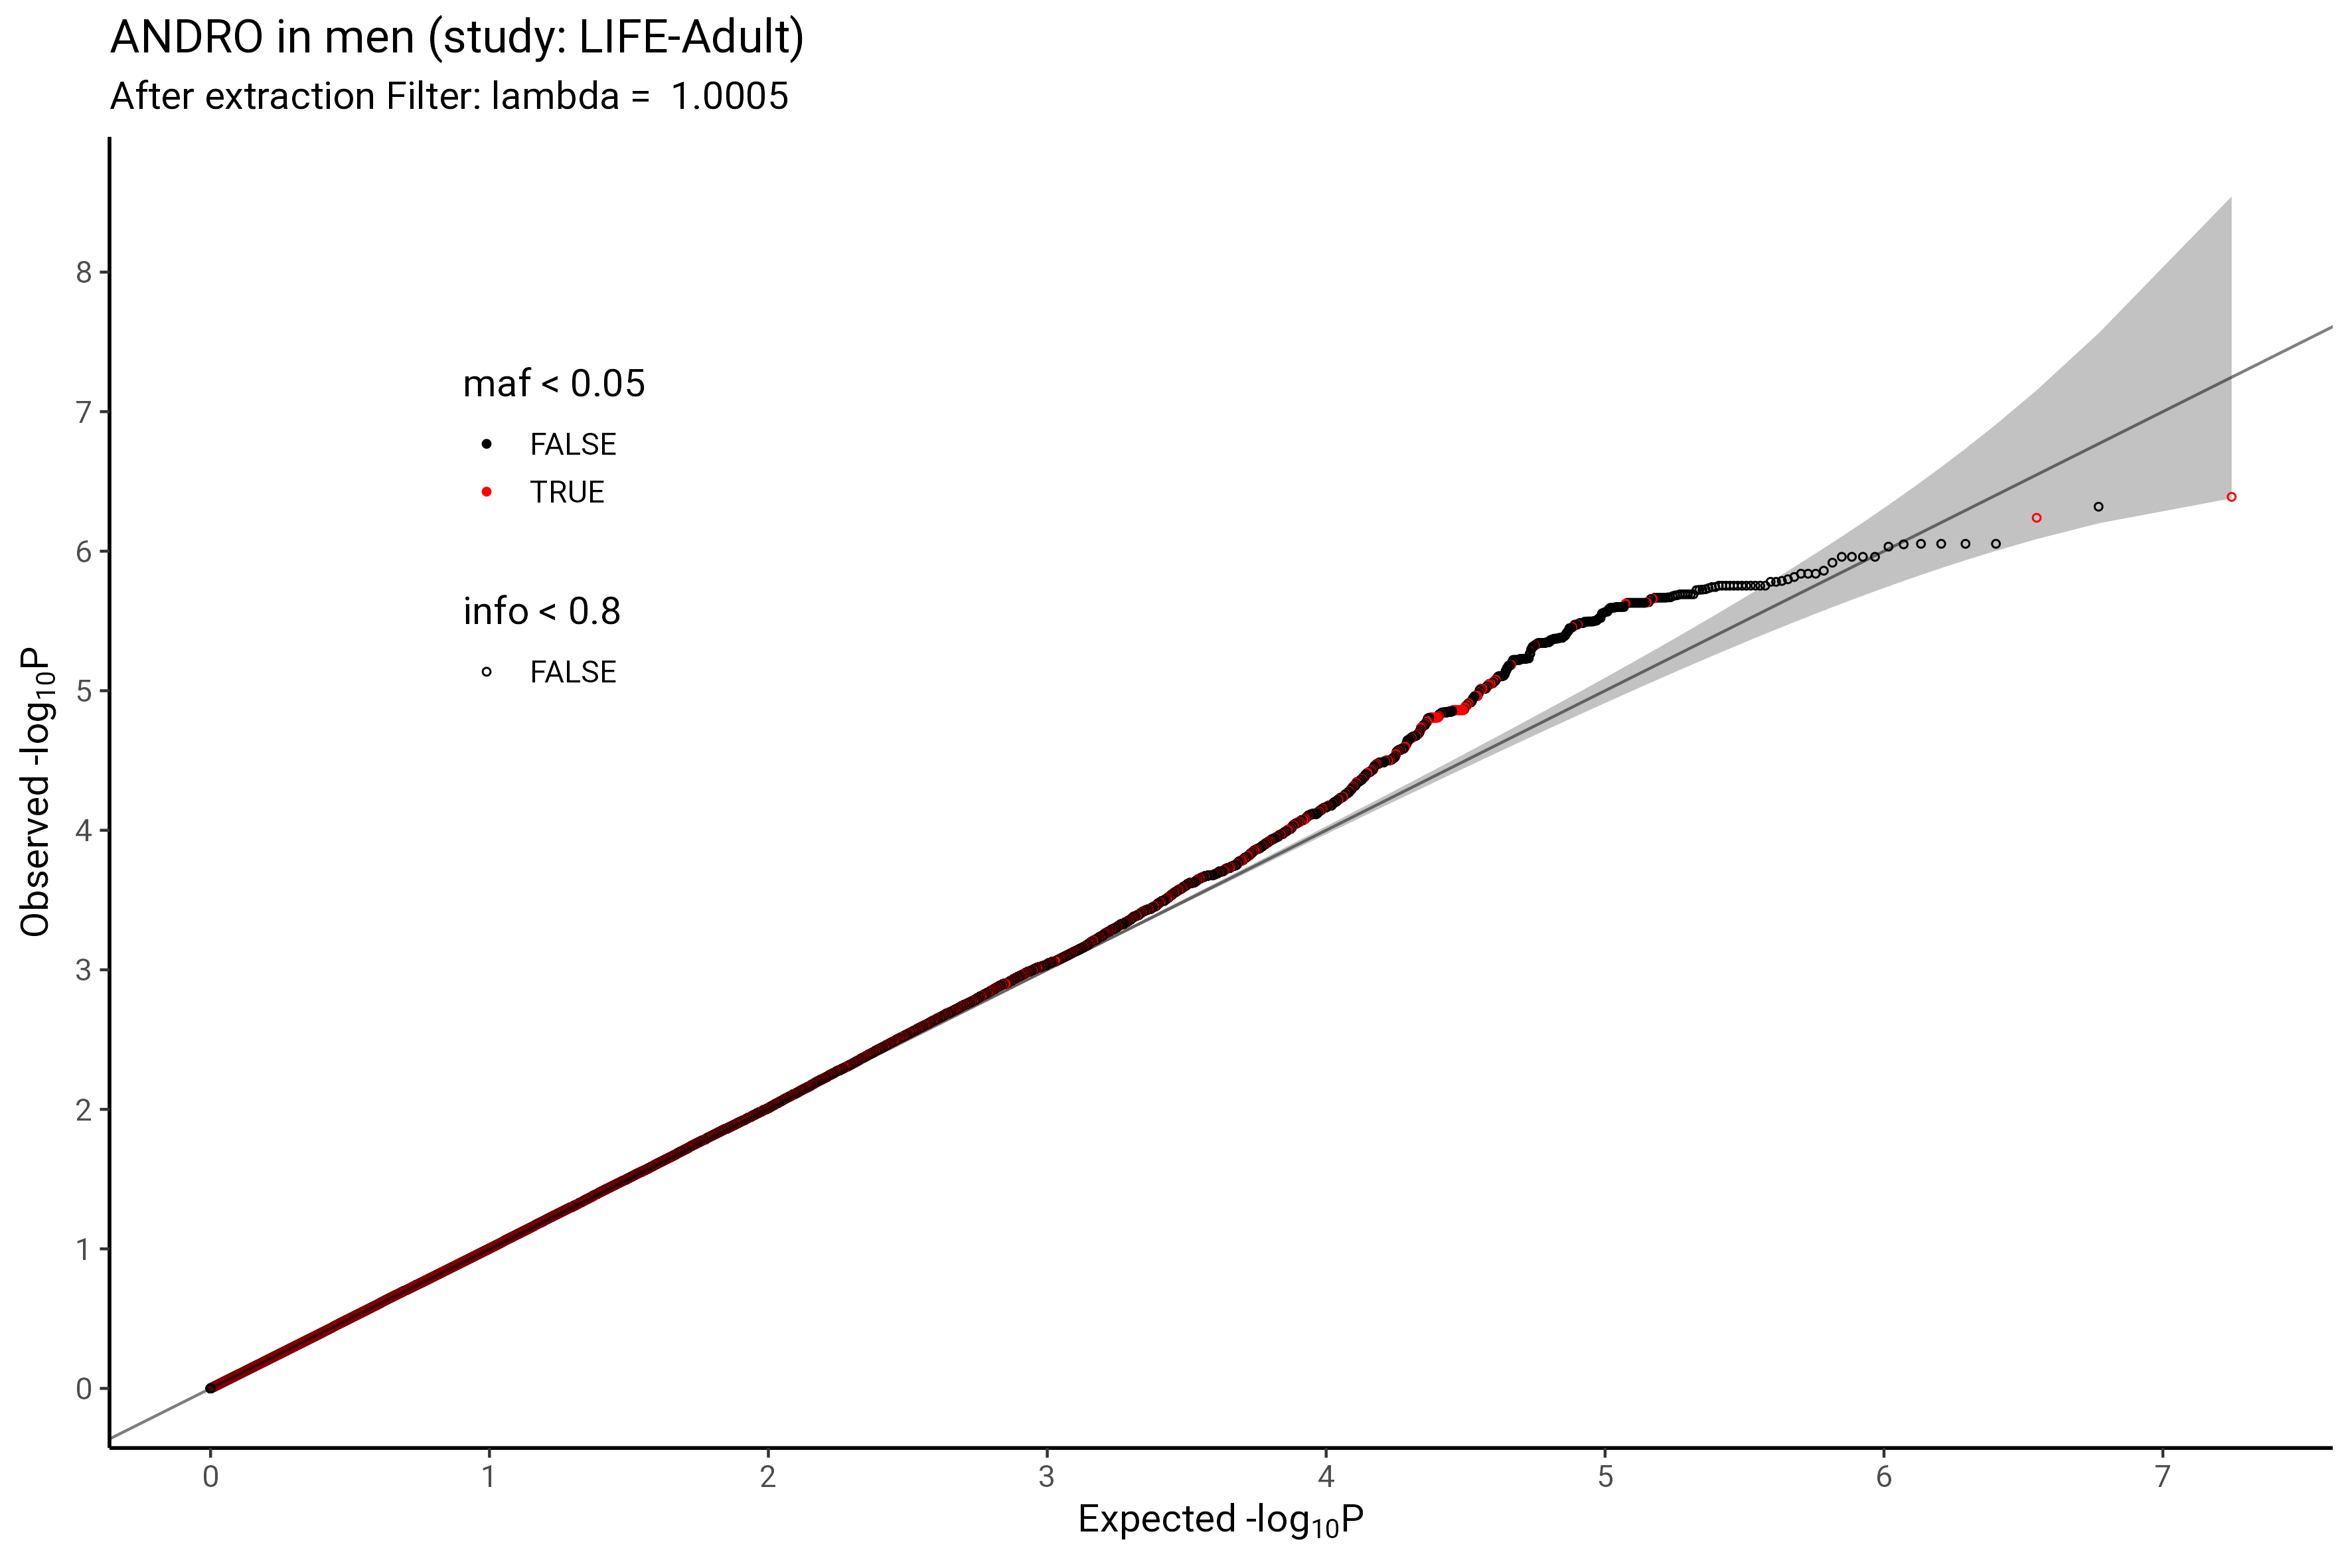 ANDRO in men (study: LIFE-Adult)
After extraction Filter: lambda = 1.0005
maf < 0.05
FALSE
TRUE
info < 0.8
FALSE
Observed -log10P
8
7
6
5
4
3
2
1
0
0 1 2 3 4 5 6 7
Expected -log10P